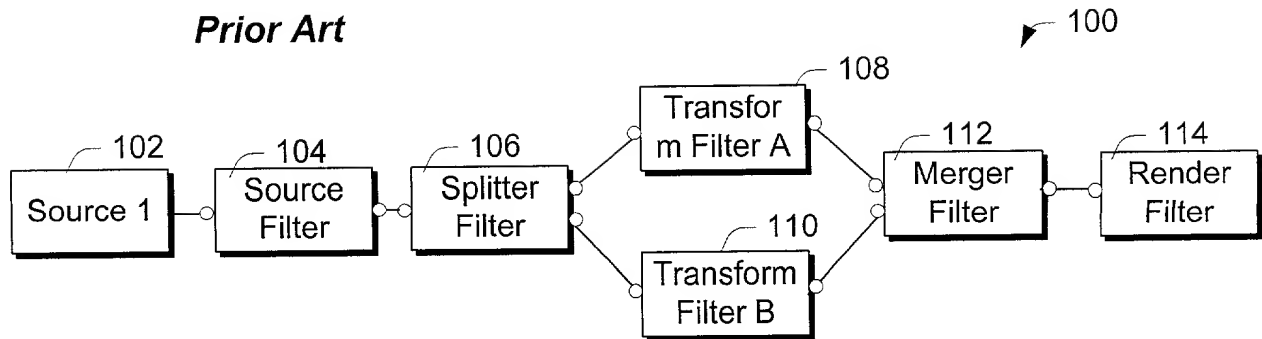 Prior Art
100
108
Transfor
m Filter A
102
Source 1
104
Source
Filter
106
Splitter
Filter
110
Transform
Filter B
112
Merger
Filter
114
Render
Filter